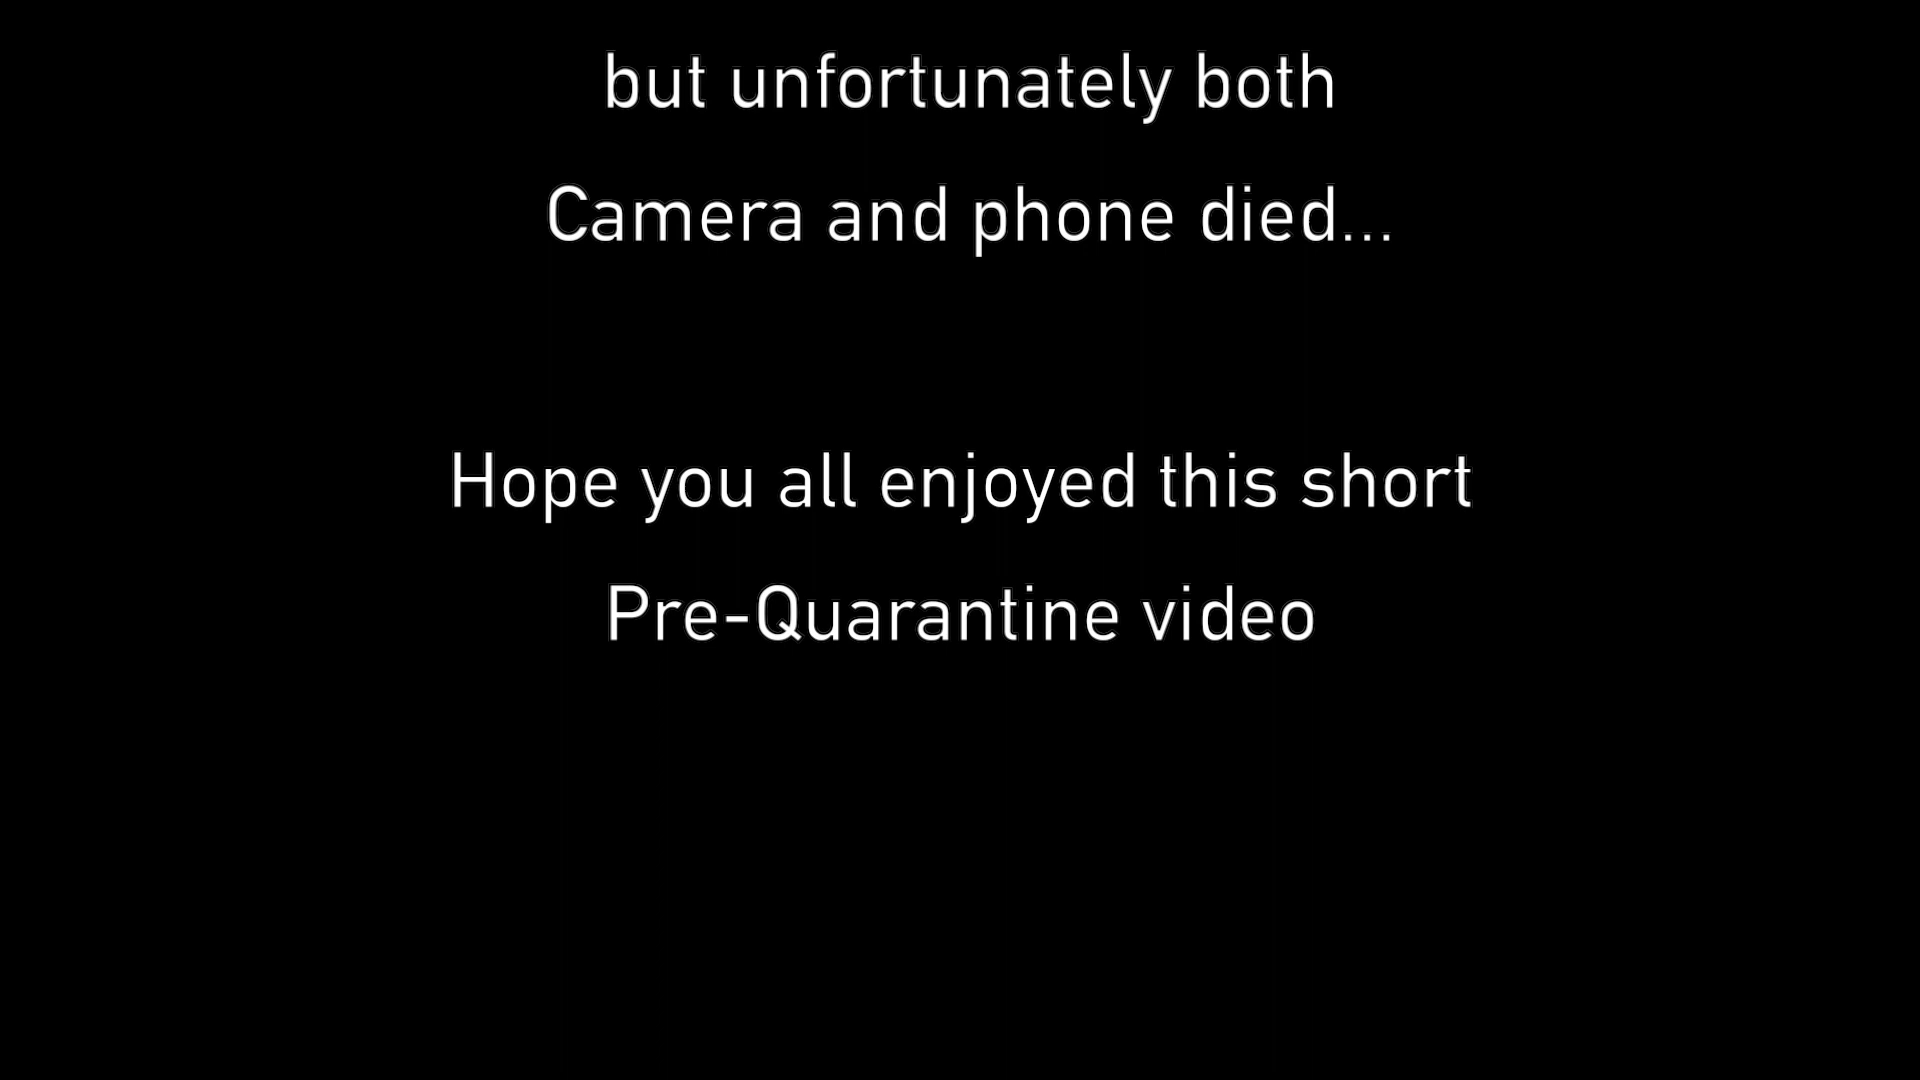 but unfortunately both
Camera and phone died...
Hope you all enjoyed this short
Pre-Quarantine video